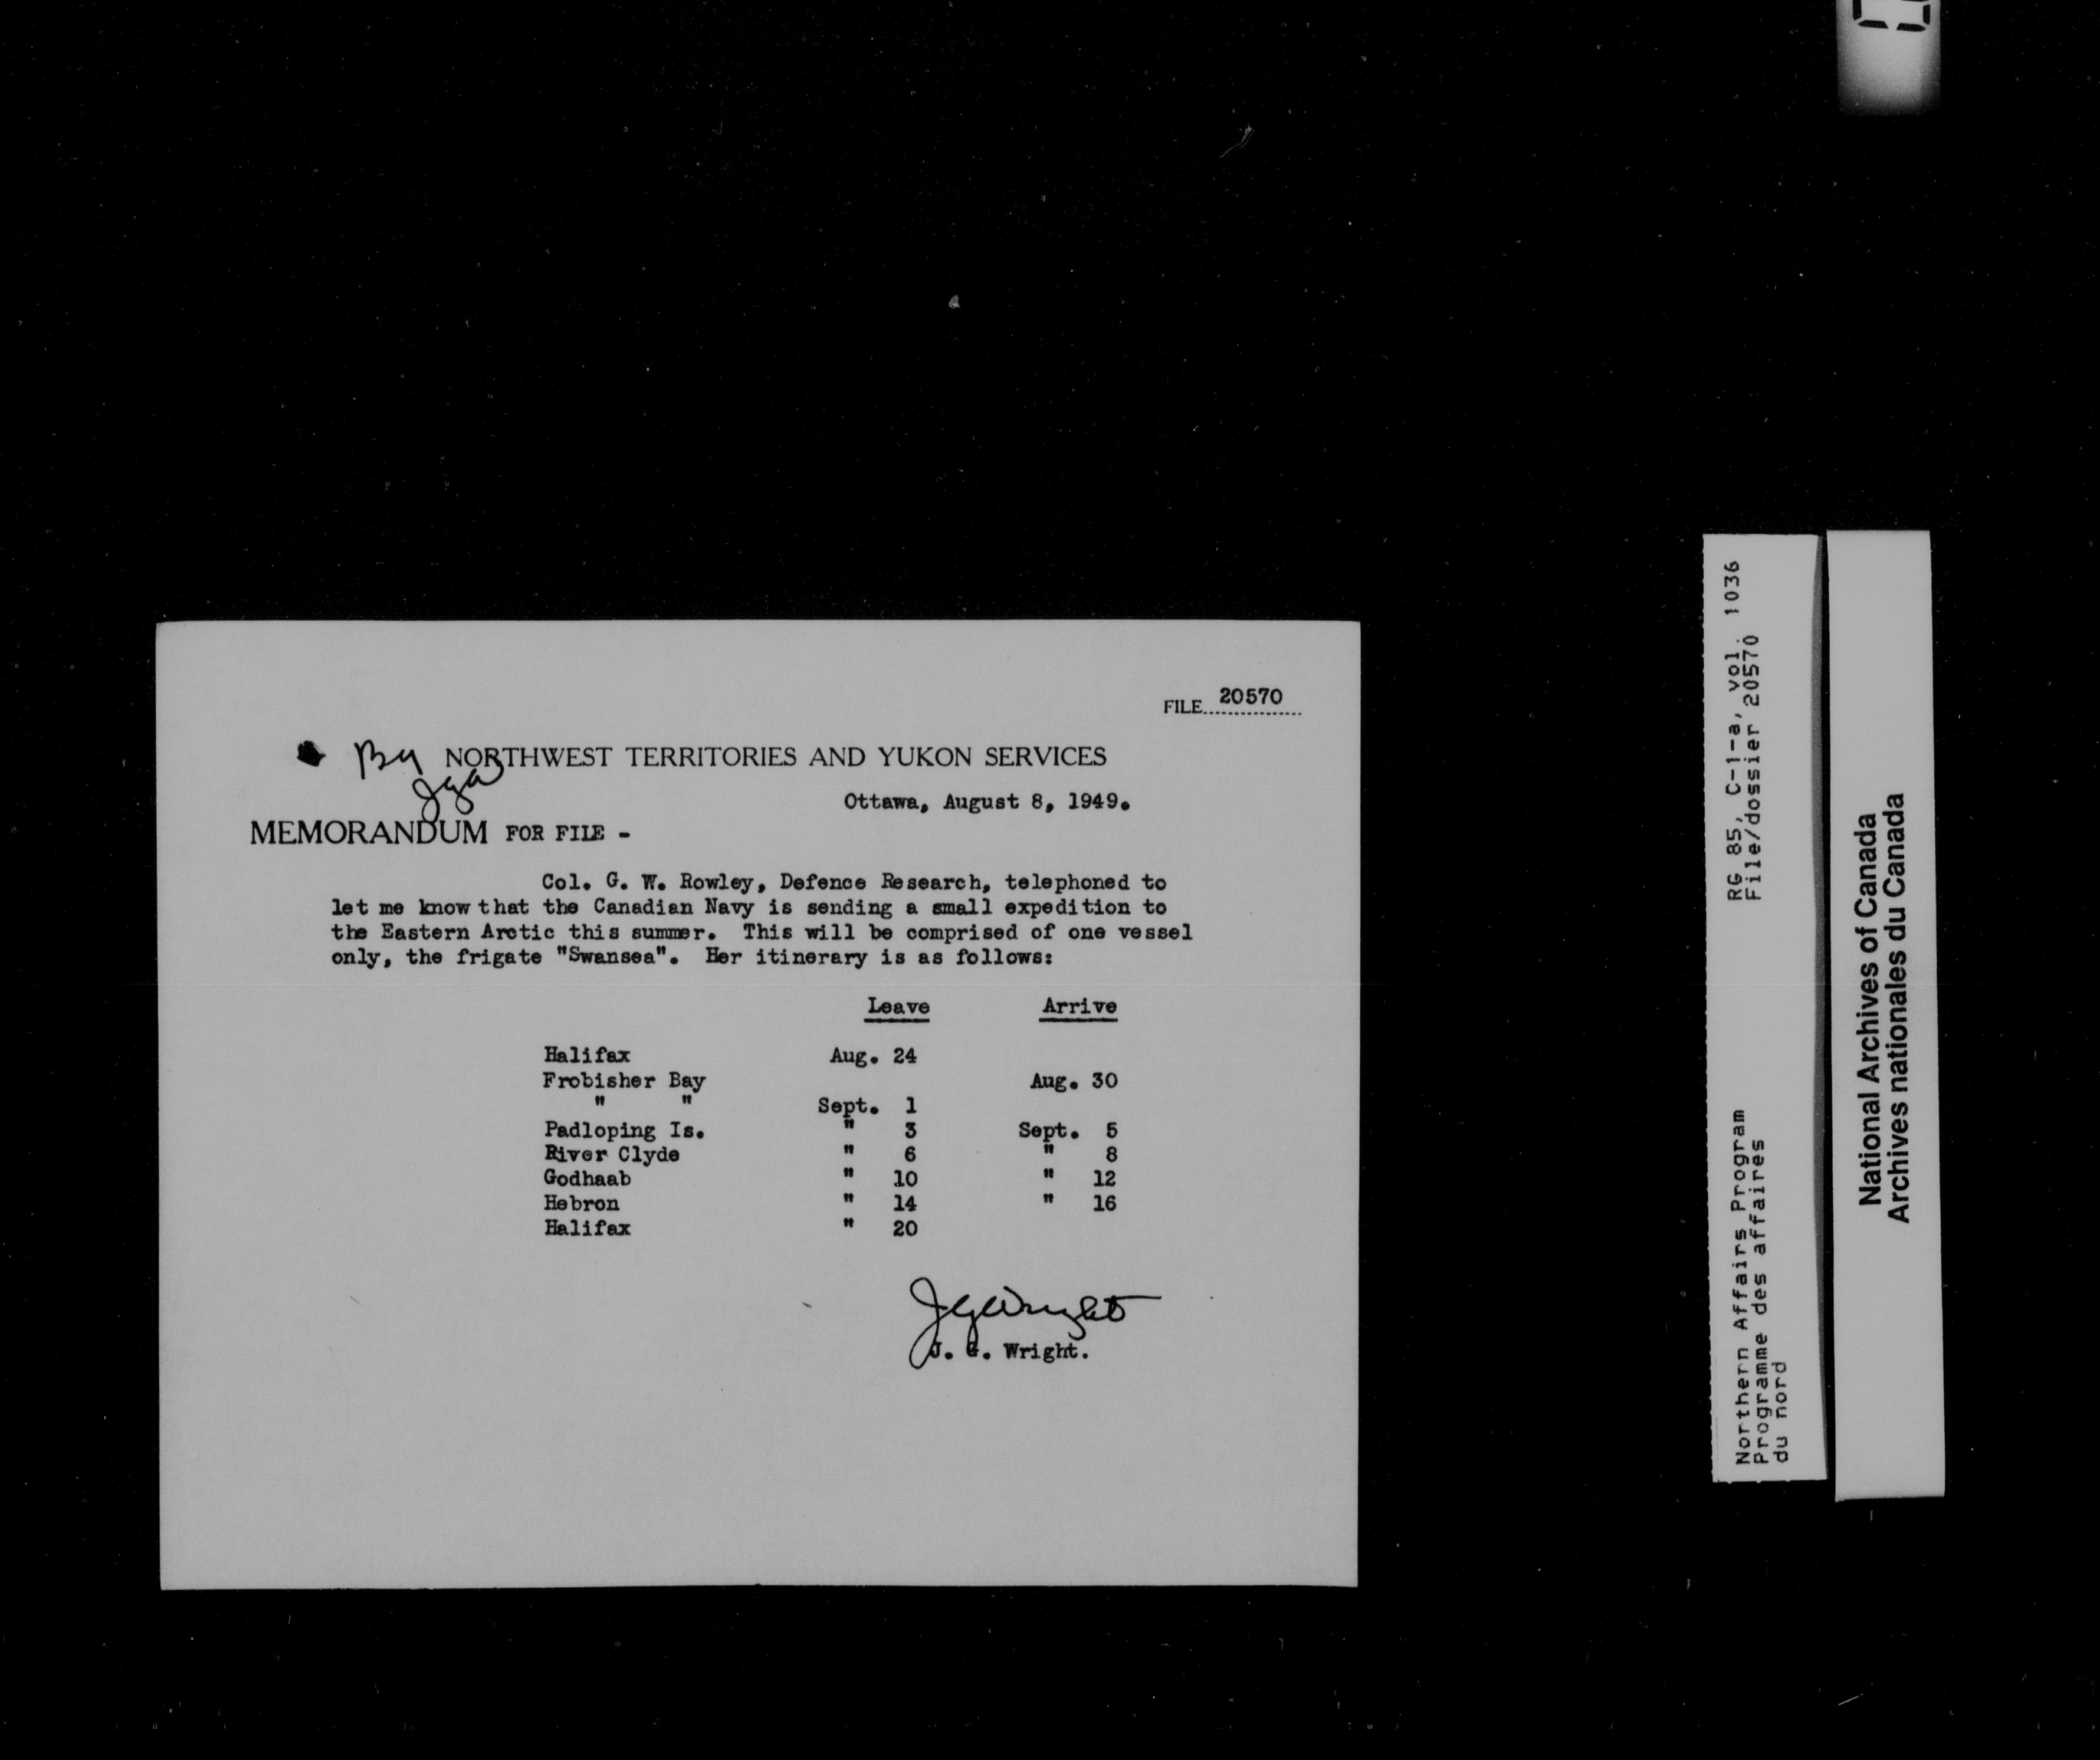 FILE 20570
By NORTHWEST TERRITORIES AND YUKON SERVICES
Ottawa, August 8, 1949.
MEMORANDUM FOR FILE -
Col. G. W. Rowley, Defence Research, telephoned to
let me know that the Canadian Navy is sending a small expedition to
the Eastern Arctic this summer. This will be comprised of one vessel
only, the frigate "Swansea". Her itinerary is as follows:
Leave Arrive
Halifax Aug. 24
Frobisher Bay Aug. 30
" " Sept. 1
Padloping Is. " 3 Sept. 5
River Clyde " 6 " 8
Godhaab " 10 " 12
Hebron " 14 " 16
Halifax " 20
JGWright
J. G. Wright.
RG 85, C-1-a, vol. 1036
File/dossier 20570
Northern Affairs Program
Programme des affaires
du nord
National Archives of Canada
Archives nationales du Canada